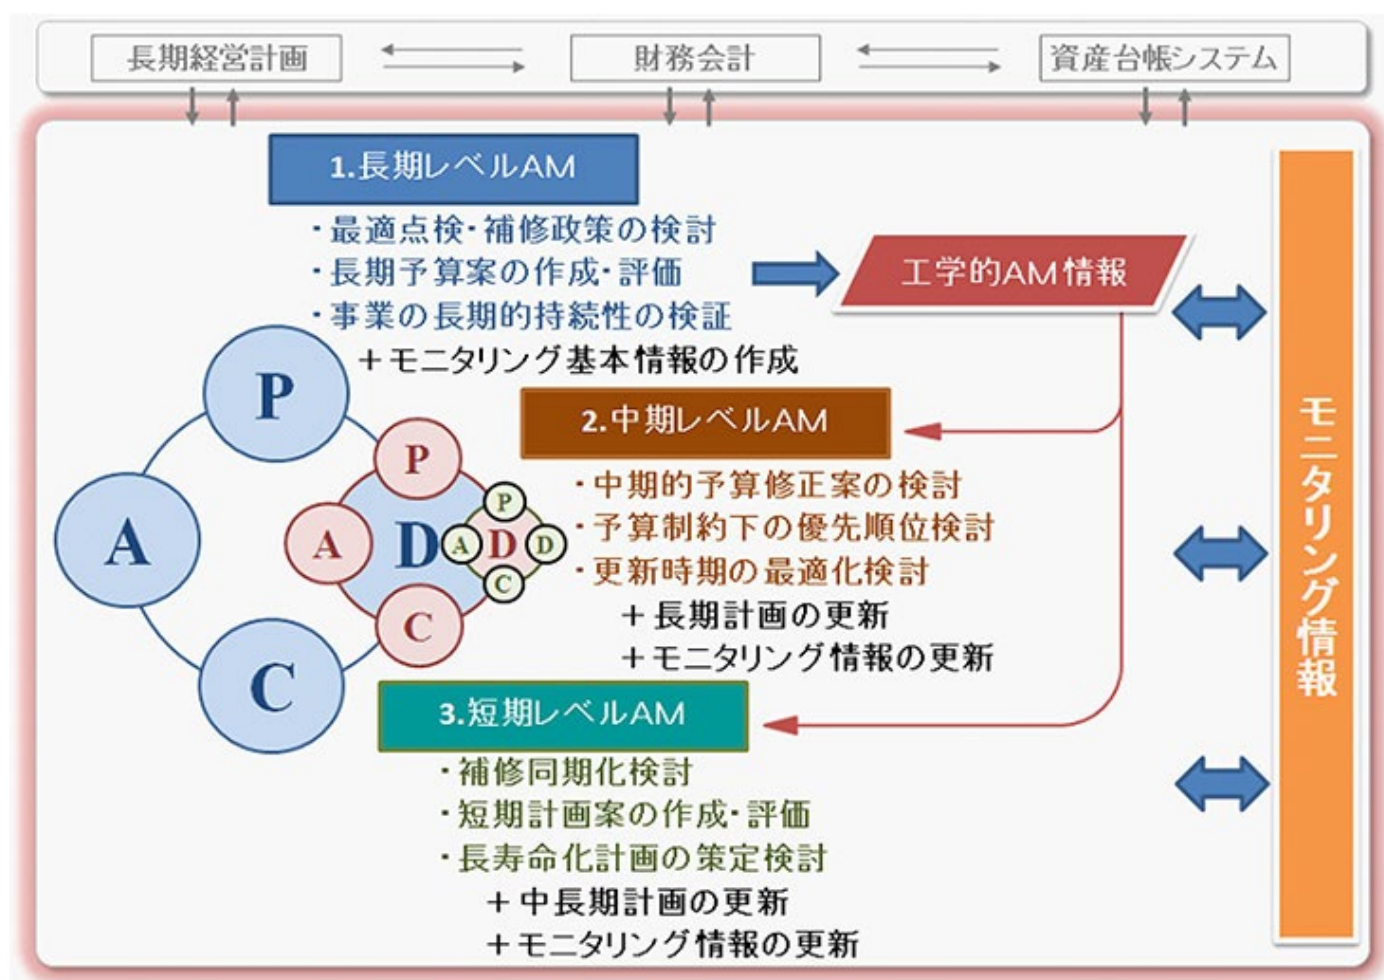 長期経営計画
財務会計
資産台帳システム
1.長期レベルAM
・最適点検・補修政策の検討
・長期予算案の作成・評価
・事業の長期的持続性の検証
＋モニタリング基本情報の作成
工学的AM情報
P
A
D
C
P
A
D
C
P
A
D
C
2.中期レベルAM
・中期的予算修正案の検討
・予算制約下の優先順位検討
・更新時期の最適化検討
＋長期計画の更新
＋モニタリング情報の更新
3.短期レベルAM
・補修同期化検討
・短期計画案の作成・評価
・長寿命化計画の策定検討
＋中長期計画の更新
＋モニタリング情報の更新
モニタリング情報